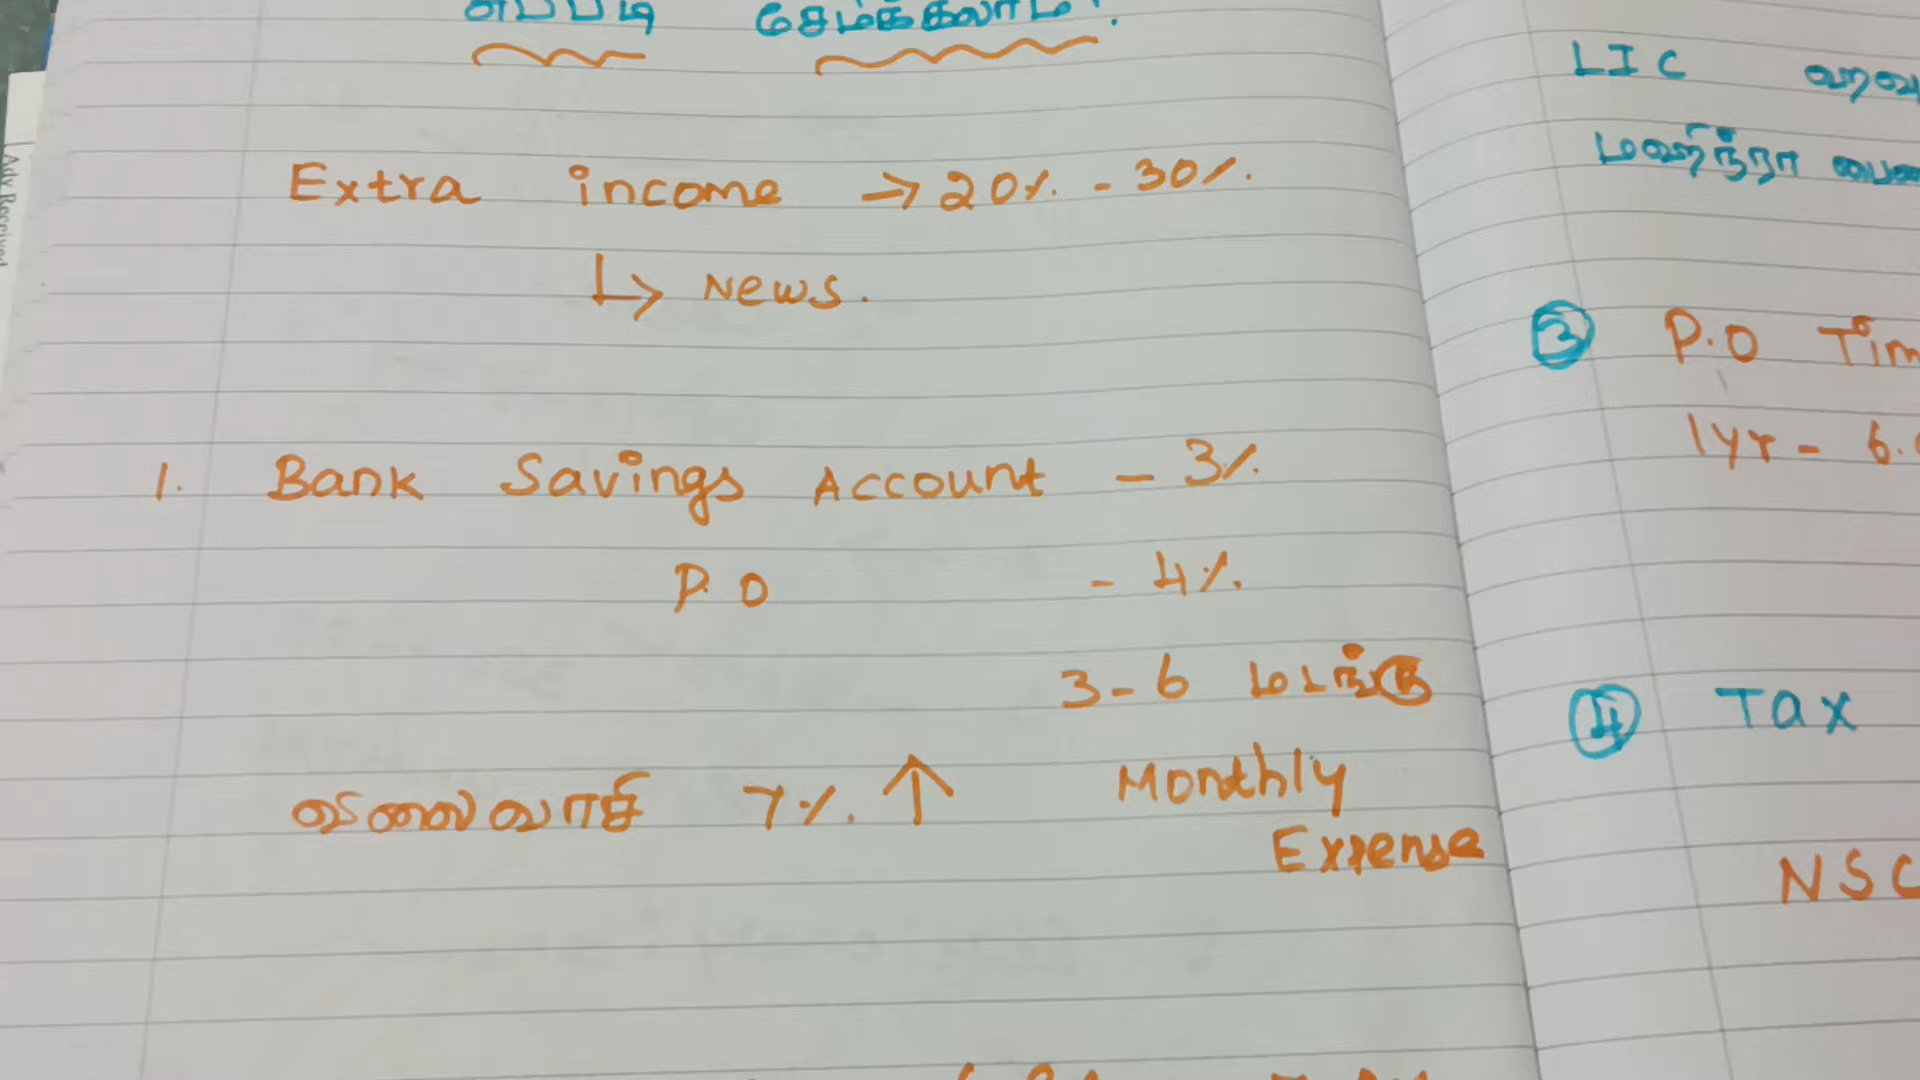 எப்படி சேமிக்கலாம்?
Extra income → 20% - 30%.
↳ News.
1. Bank Savings Account - 3%.
P.O - 4%.
3-6 மடங்கு
விலைவாசி 7%. ↑ Monthly
Expense
LIC
மஹிந்ரா
③ P.O Tim
1yr - 6.
④ Tax
NSC